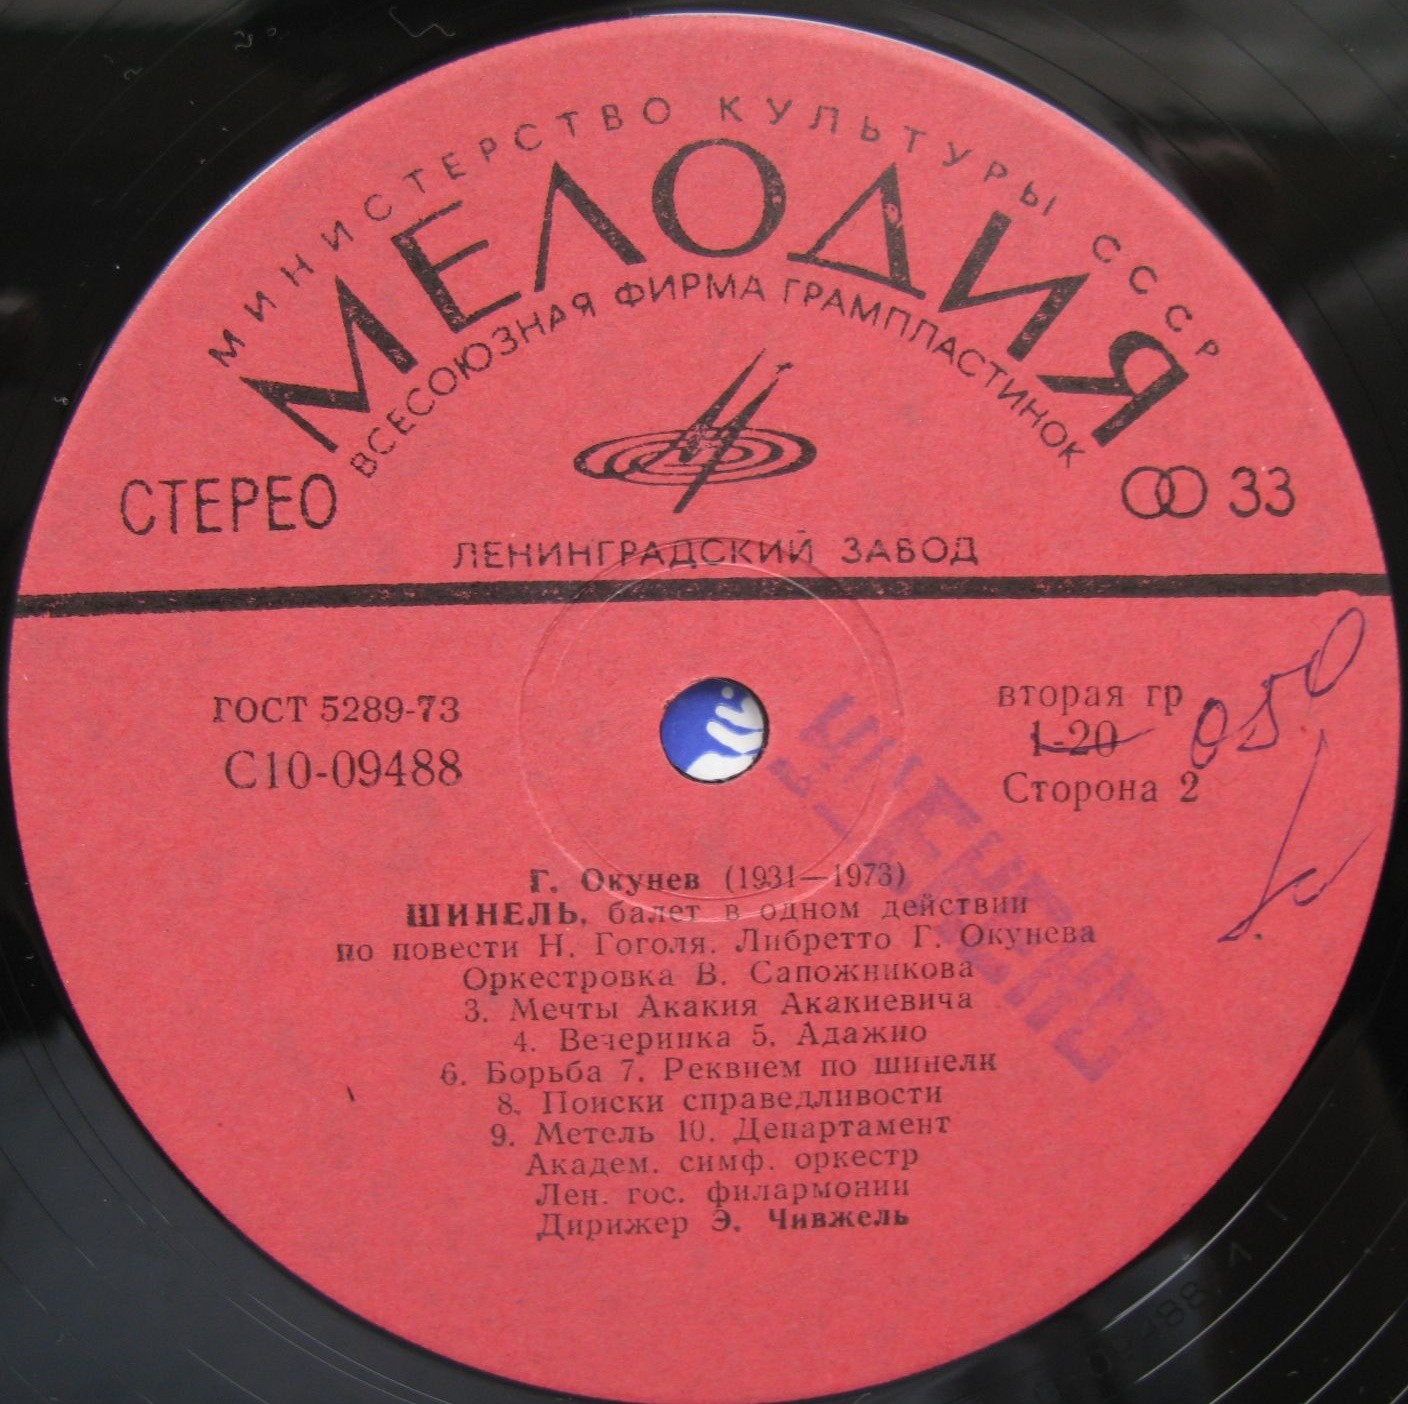 МИНИСТЕРСТВО КУЛЬТУРЫ СССР
МЕЛОДИЯ
ВСЕСОЮЗНАЯ ФИРМА ГРАМПЛАСТИНОК
СТЕРЕО
33
ЛЕНИНГРАДСКИЙ ЗАВОД
ГОСТ 5289-73
С10-09488
вторая гр
1-20
050
Сторона 2
УЦЕНЕНО
Г. Окунев (1931—1973)
ШИНЕЛЬ, балет в одном действии
по повести Н. Гоголя. Либретто Г. Окунева
Оркестровка В. Сапожникова
3. Мечты Акакия Акакиевича
4. Вечеринка 5. Адажио
6. Борьба 7. Реквием по шинели
8. Поиски справедливости
9. Метель 10. Департамент
Академ. симф. оркестр
Лен. гос. филармонии
Дирижер Э. Чивжель